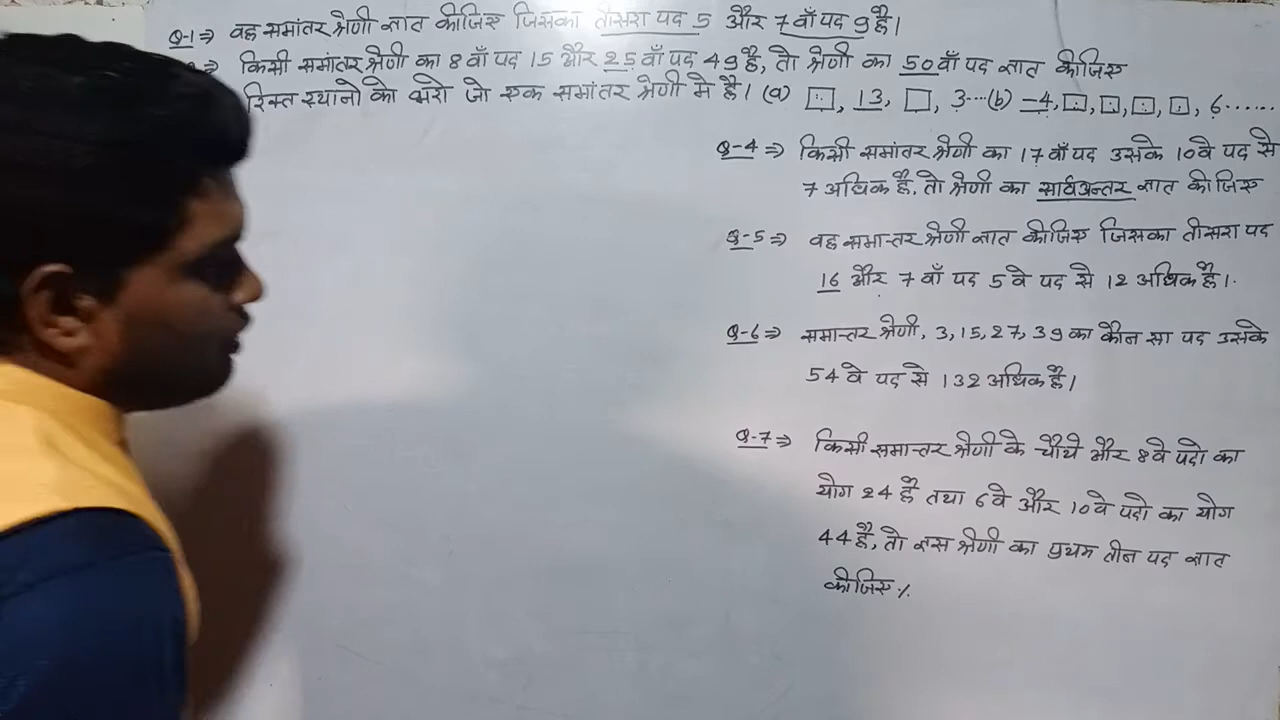 Q-1⇒ वह समांतर श्रेणी ज्ञात कीजिए जिसका तीसरा पद 5 और 7 वाँ पद 9 है।
⇒ किसी समांतर श्रेणी का 8 वाँ पद 15 और 25 वाँ पद 49 है, तो श्रेणी का 50 वाँ पद ज्ञात कीजिए
रिक्त स्थानो को भरो जो एक समांतर श्रेणी मे है। (a) □, 13, □, 3...(b) -4, □, □, □, □, 6......
Q-4⇒ किसी समांतर श्रेणी का 17 वाँ पद उसके 10 वे पद से
7 अधिक है, तो श्रेणी का सार्वअन्तर ज्ञात कीजिए
Q-5⇒ वह समान्तर श्रेणी ज्ञात कीजिए जिसका तीसरा पद
16 और 7 वाँ पद 5 वे पद से 12 अधिक है।
Q-6⇒ समान्तर श्रेणी, 3, 15, 27, 39 का कौन सा पद उसके
54 वे पद से 132 अधिक है।
Q-7⇒ किसी समान्तर श्रेणी के चौथे और 8 वे पदो का
योग 24 है तथा 6 वे और 10 वे पदो का योग
44 है, तो उस श्रेणी का प्रथम तीन पद ज्ञात
कीजिए